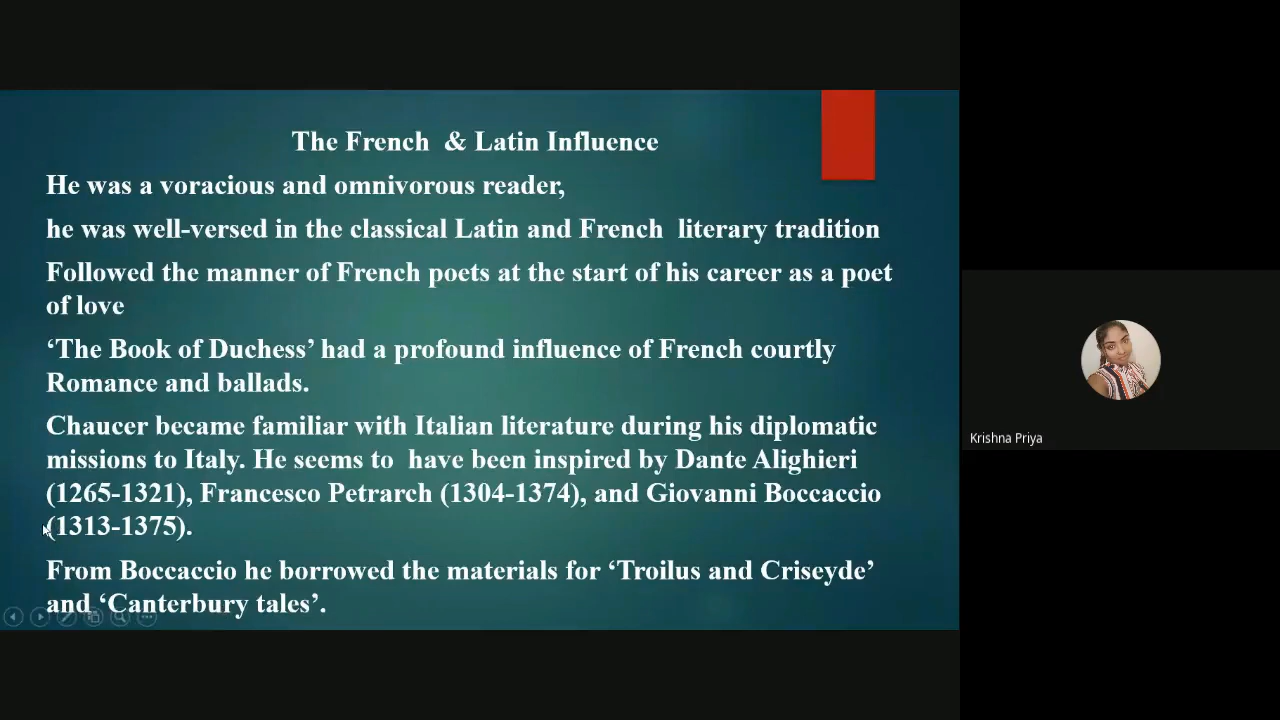 The French & Latin Influence
He was a voracious and omnivorous reader,
he was well-versed in the classical Latin and French literary tradition
Followed the manner of French poets at the start of his career as a poet
of love
‘The Book of Duchess’ had a profound influence of French courtly
Romance and ballads.
Chaucer became familiar with Italian literature during his diplomatic
missions to Italy. He seems to have been inspired by Dante Alighieri
(1265-1321), Francesco Petrarch (1304-1374), and Giovanni Boccaccio
(1313-1375).
From Boccaccio he borrowed the materials for ‘Troilus and Criseyde’
and ‘Canterbury tales’.
Krishna Priya